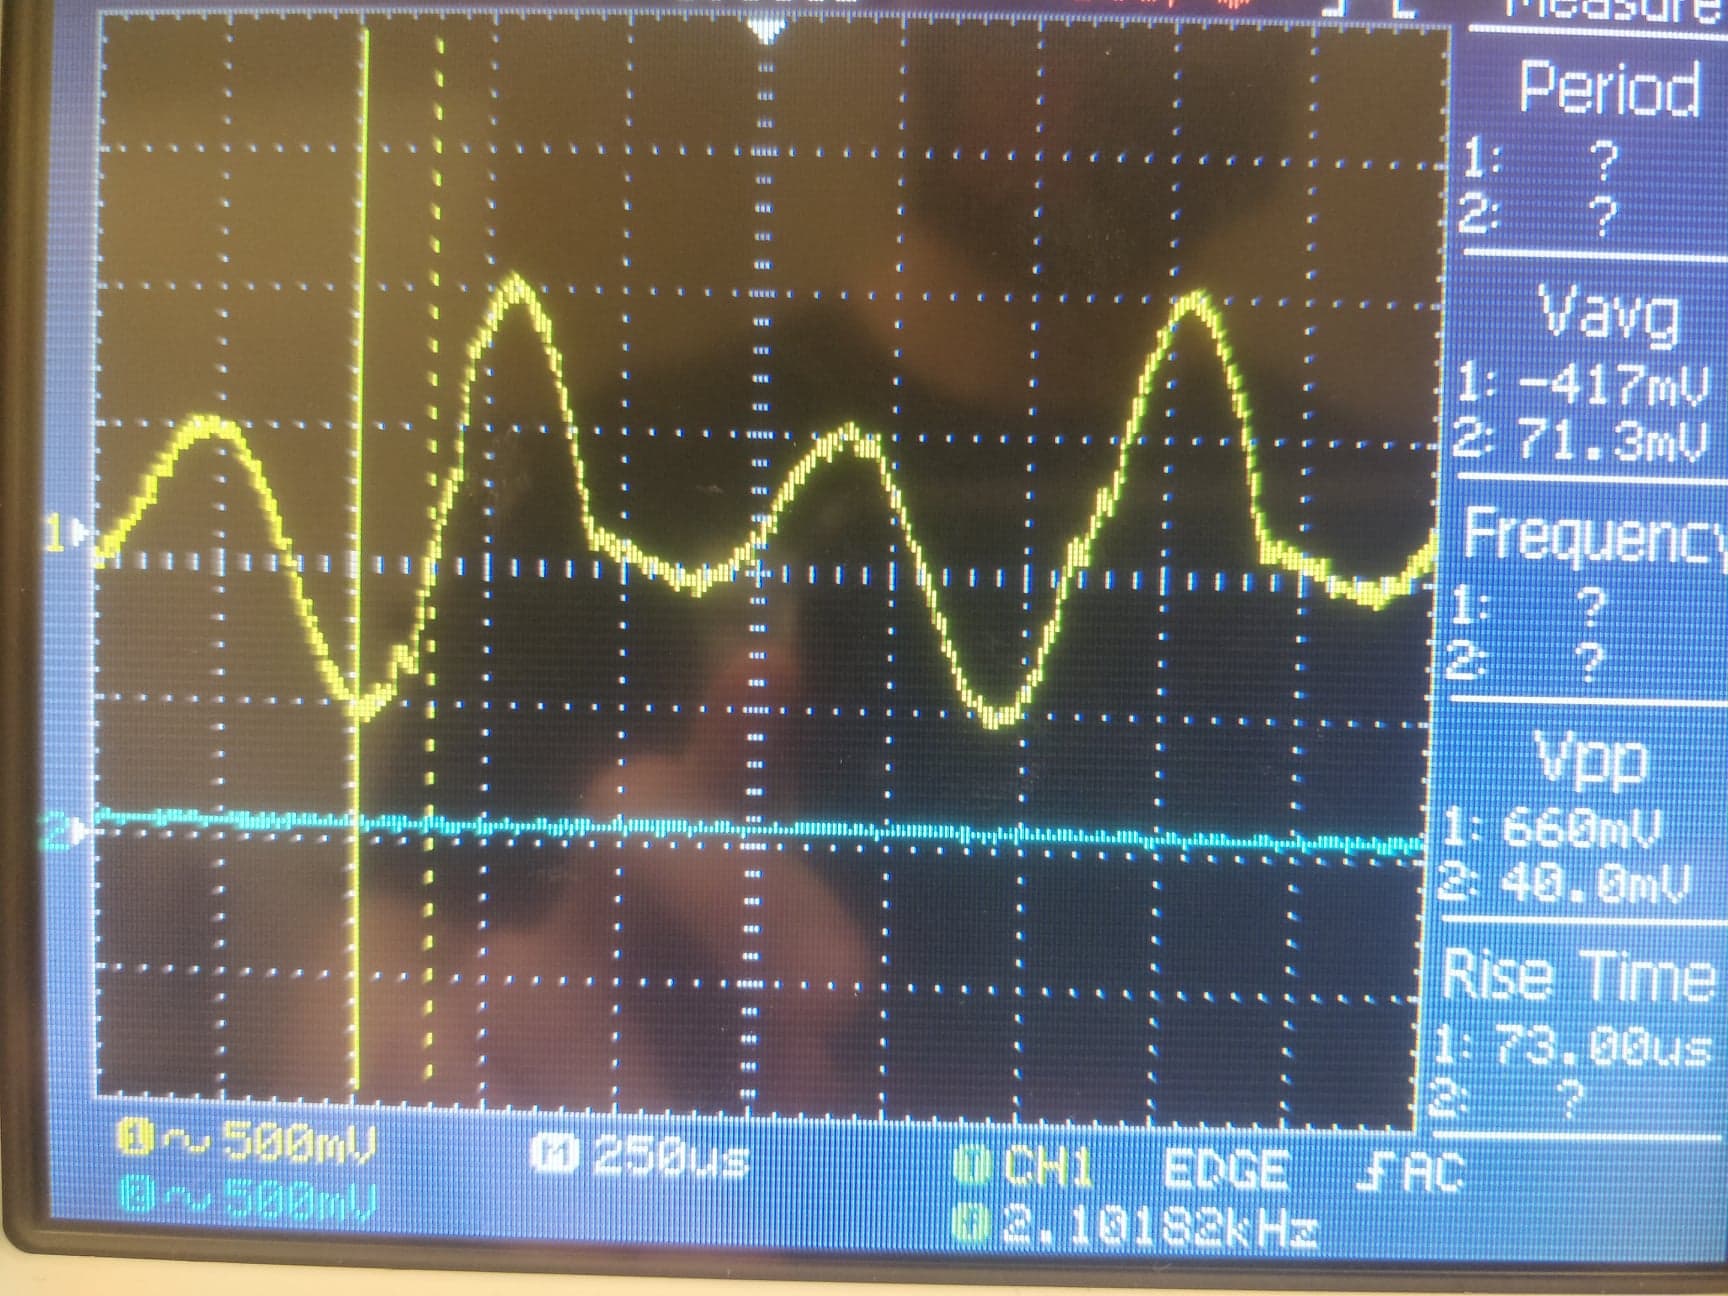 Measure
Period
1: ?
2: ?
Vavg
1: -417mV
2: 71.3mV
Frequency
1: ?
2: ?
Vpp
1: 660mV
2: 40.0mV
Rise Time
1: 73.00us
2: ?
1
2
1 ∿ 500mV
M 250us
CH1 EDGE ƒAC
2 ∿ 500mV
f 2.10182kHz